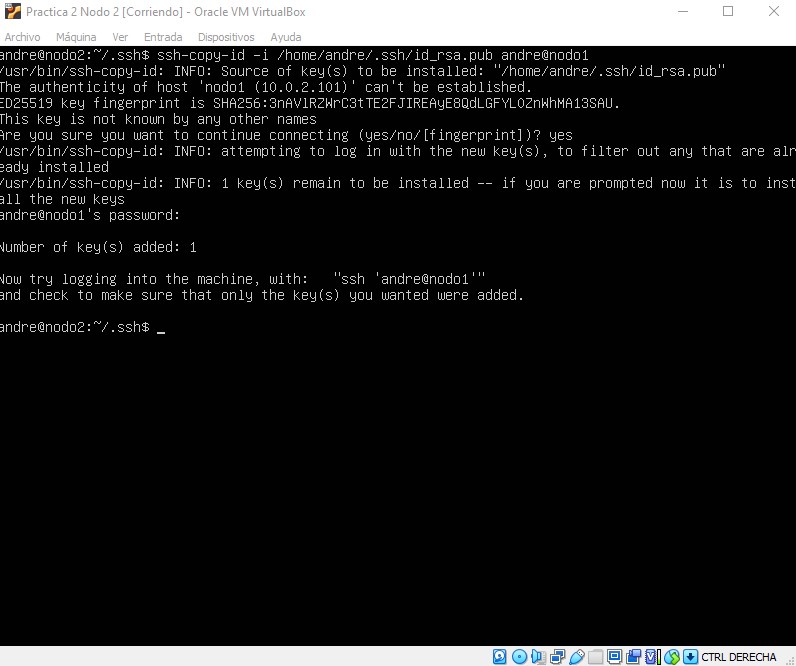 Practica 2 Nodo 2 [Corriendo] - Oracle VM VirtualBox
Archivo Máquina Ver Entrada Dispositivos Ayuda
andre@nodo2:~/.ssh$ ssh-copy-id -i /home/andre/.ssh/id_rsa.pub andre@nodo1
/usr/bin/ssh-copy-id: INFO: Source of key(s) to be installed: "/home/andre/.ssh/id_rsa.pub"
The authenticity of host 'nodo1 (10.0.2.101)' can't be established.
ED25519 key fingerprint is SHA256:3nAVlRZWrC3tTE2FJIREAyE8QdLGFYLOZnWhMA13SAU.
This key is not known by any other names
Are you sure you want to continue connecting (yes/no/[fingerprint])? yes
/usr/bin/ssh-copy-id: INFO: attempting to log in with the new key(s), to filter out any that are alr
eady installed
/usr/bin/ssh-copy-id: INFO: 1 key(s) remain to be installed -- if you are prompted now it is to inst
all the new keys
andre@nodo1's password:
Number of key(s) added: 1
Now try logging into the machine, with:   "ssh 'andre@nodo1'"
and check to make sure that only the key(s) you wanted were added.
andre@nodo2:~/.ssh$ _
CTRL DERECHA